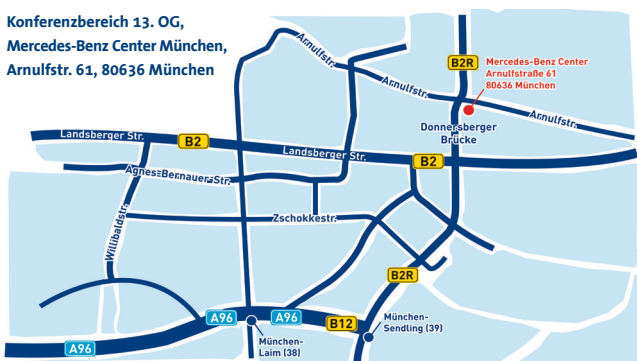 Konferenzbereich 13. OG,
Mercedes-Benz Center München,
Arnulfstr. 61, 80636 München
Arnulfstr.
Arnulfstr.
B2R
Mercedes-Benz Center
Arnulfstraße 61
80636 München
Arnulfstr.
Donnersberger
Brücke
Landsberger Str.
B2
Landsberger Str.
B2
Agnes-Bernauer-Str.
Willibaldstr.
Zschokkestr.
B2R
A96
A96
B12
München-
Sendling (39)
München-
Laim (38)
A96